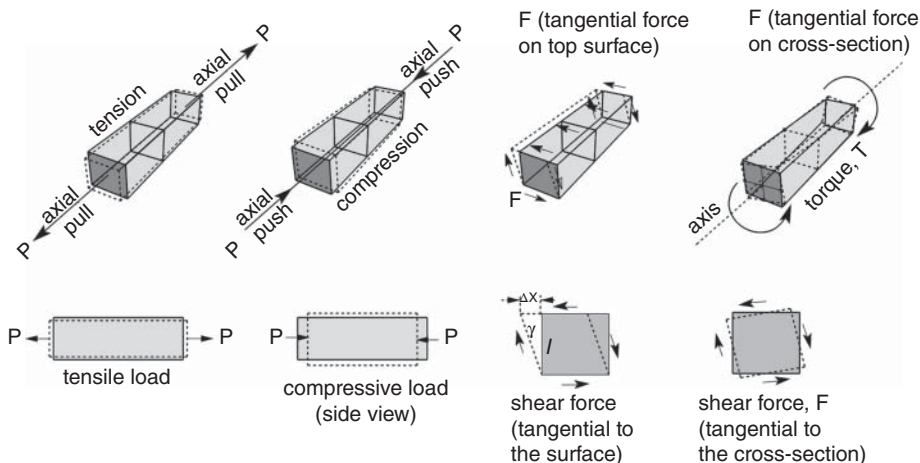 P
axial
pull
tension
axial
pull
P
P
axial
push
compression
axial
push
P
F (tangential force
on top surface)
F
F (tangential force
on cross-section)
torque, T
axis
P
P
tensile load
P
P
compressive load
(side view)
Δx
γ
l
shear force
(tangential to
the surface)
shear force, F
(tangential to
the cross-section)